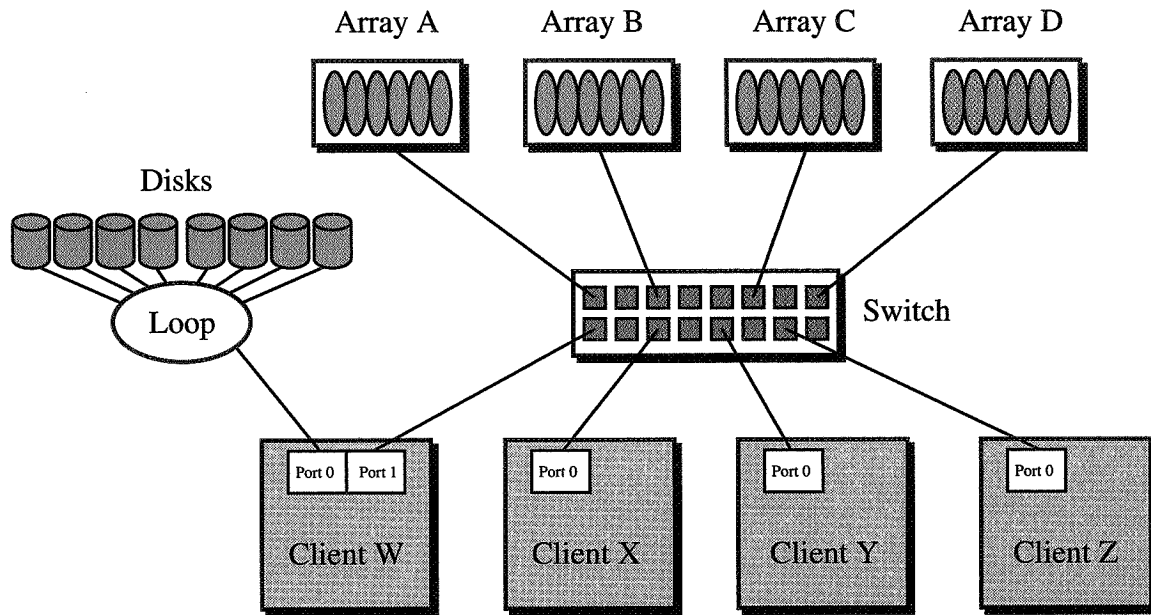 Array A
Array B
Array C
Array D
Disks
Loop
Switch
Port 0
Port 1
Port 0
Port 0
Port 0
Client W
Client X
Client Y
Client Z